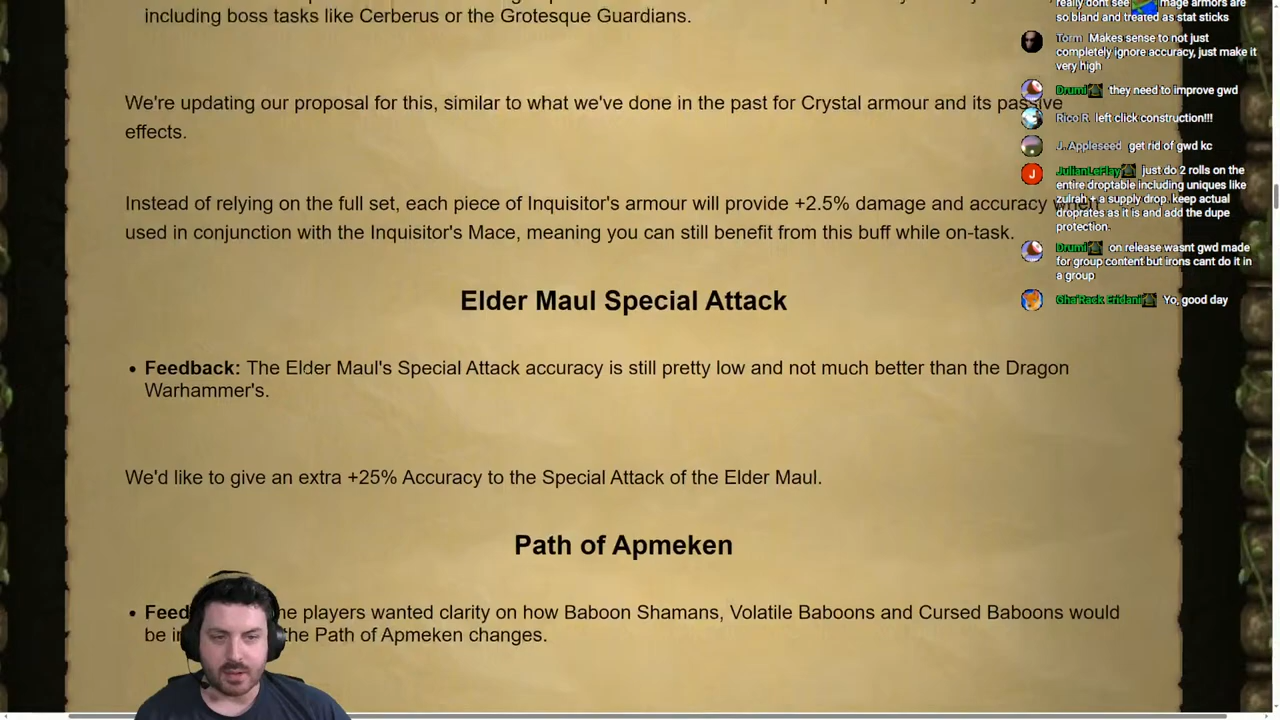 including boss tasks like Cerberus or the Grotesque Guardians.
We're updating our proposal for this, similar to what we've done in the past for Crystal armour and its passive
effects.
Instead of relying on the full set, each piece of Inquisitor's armour will provide +2.5% damage and accuracy when
used in conjunction with the Inquisitor's Mace, meaning you can still benefit from this buff while on-task.
Elder Maul Special Attack
• Feedback: The Elder Maul's Special Attack accuracy is still pretty low and not much better than the Dragon
Warhammer's.
We'd like to give an extra +25% Accuracy to the Special Attack of the Elder Maul.
Path of Apmeken
players wanted clarity on how Baboon Shamans, Volatile Baboons and Cursed Baboons would
be the Path of Apmeken changes.
really dont see mage armors are
so bland and treated as stat sticks
Torm Makes sense to not just
completely ignore accuracy, just make it
very high
Drumi they need to improve gwd
Rico R. left click construction!!!
J. Appleseed get rid of gwd kc
J
JulianLeFlay just do 2 rolls on the
entire droptable including uniques like
zulrah + a supply drop. keep actual
droprates as it is and add the dupe
protection.
Drumi on release wasnt gwd made
for group content but irons cant do it in
a group
Gha'Rack Eridani Yo, good day